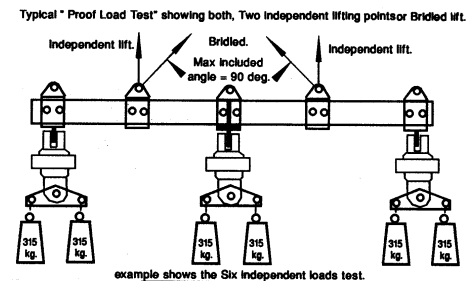 Typical " Proof Load Test" showing both, Two independent lifting pointsor Bridled lift.
Independent lift.
Bridled.
Independent lift.
Max included
angle = 90 deg.
315
kg.
315
kg.
315
kg.
315
kg.
315
kg.
315
kg.
example shows the Six independent loads test.